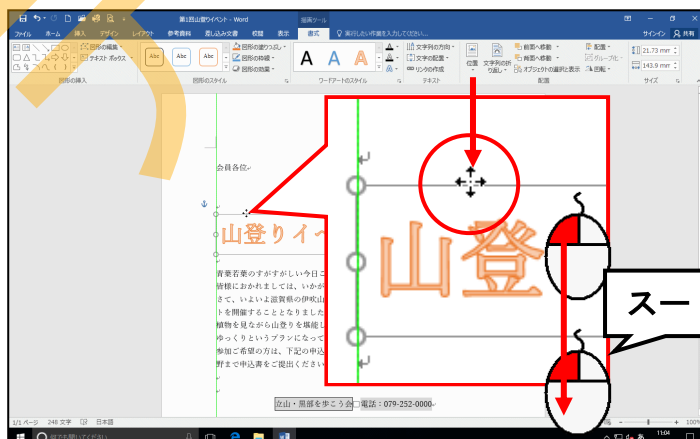 第1回山登りイベント - Word
描画ツール
ファイル ホーム 挿入 デザイン レイアウト 参考資料 差し込み文書 校閲 表示 書式 実行したい作業を入力してください... サインイン 共有
図形の編集
テキスト ボックス
Abc Abc Abc
図形の塗りつぶし
図形の枠線
図形の効果
A A A
A
A
A
文字列の方向
文字の配置
リンクの作成
位置
文字列の折り返し
前面へ移動
背面へ移動
オブジェクトの選択と表示
配置
グループ化
回転
21.73 mm
143.9 mm
図形の挿入 図形のスタイル ワードアートのスタイル テキスト 配置 サイズ
会員各位
山登りイ～
山登
青葉若葉のすがすがしい今日こ
皆様におかれましては、いかが
さて、いよいよ滋賀県の伊吹山
トを開催することとなりました
植物を見ながら山登りを堪能し
ゆっくりというプランになって
参加ご希望の方は、下記の申込
野まで申込書をご提出ください
スー
立山・黒部を歩こう会□電話：079-252-0000
1/1 ページ 248 文字 日本語
100%
何でも聞いてください
あ
11:04